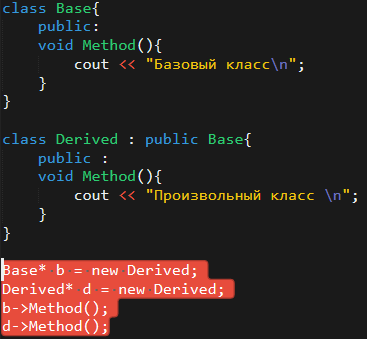 class Base{
public:
void Method(){
cout << "Базовый класс\n";
}
}
class Derived : public Base{
public :
void Method(){
cout << "Произвольный класс \n";
}
}
Base* b = new Derived;
Derived* d = new Derived;
b->Method();
d->Method();